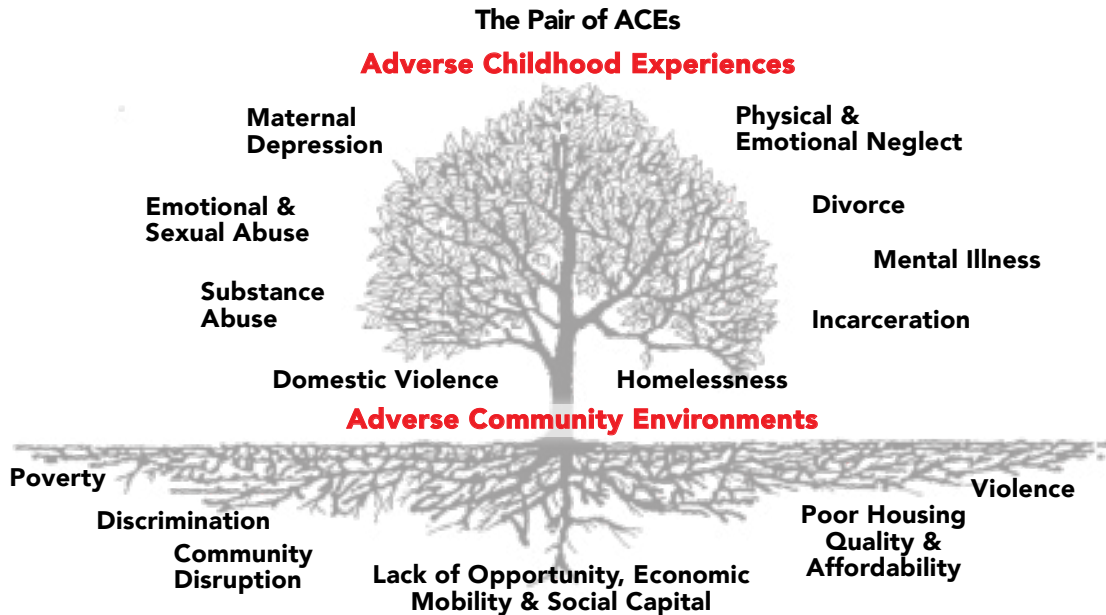 The Pair of ACEs
Adverse Childhood Experiences
Maternal
Depression
Physical &
Emotional Neglect
Emotional &
Sexual Abuse
Divorce
Mental Illness
Substance
Abuse
Incarceration
Domestic Violence
Homelessness
Adverse Community Environments
Poverty
Violence
Discrimination
Poor Housing
Quality &
Affordability
Community
Disruption
Lack of Opportunity, Economic
Mobility & Social Capital